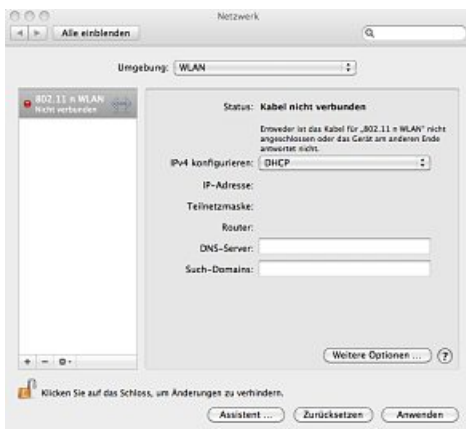 Netzwerk
Alle einblenden
Umgebung: WLAN
802.11 n WLAN
Nicht verbunden
Status: Kabel nicht verbunden
Entweder ist das Kabel für „802.11 n WLAN“ nicht
angeschlossen oder das Gerät am anderen Ende
antwortet nicht.
IPv4 konfigurieren: DHCP
IP-Adresse:
Teilnetzmaske:
Router:
DNS-Server:
Such-Domains:
Weitere Optionen ... ?
Klicken Sie auf das Schloss, um Änderungen zu verhindern.
Assistent ... Zurücksetzen Anwenden